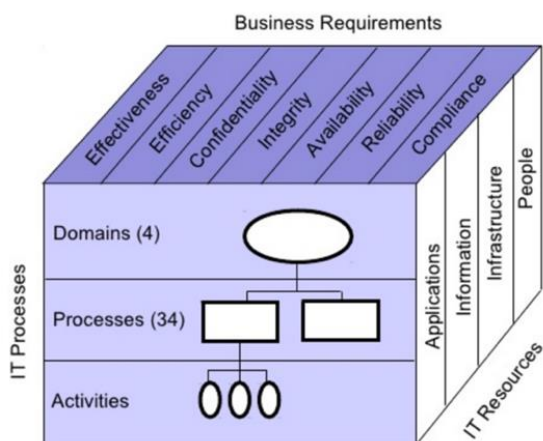 Business Requirements
Effectiveness
Efficiency
Confidentiality
Integrity
Availability
Reliability
Compliance
IT Processes
Domains (4)
Processes (34)
Activities
Applications
Information
Infrastructure
People
IT Resources